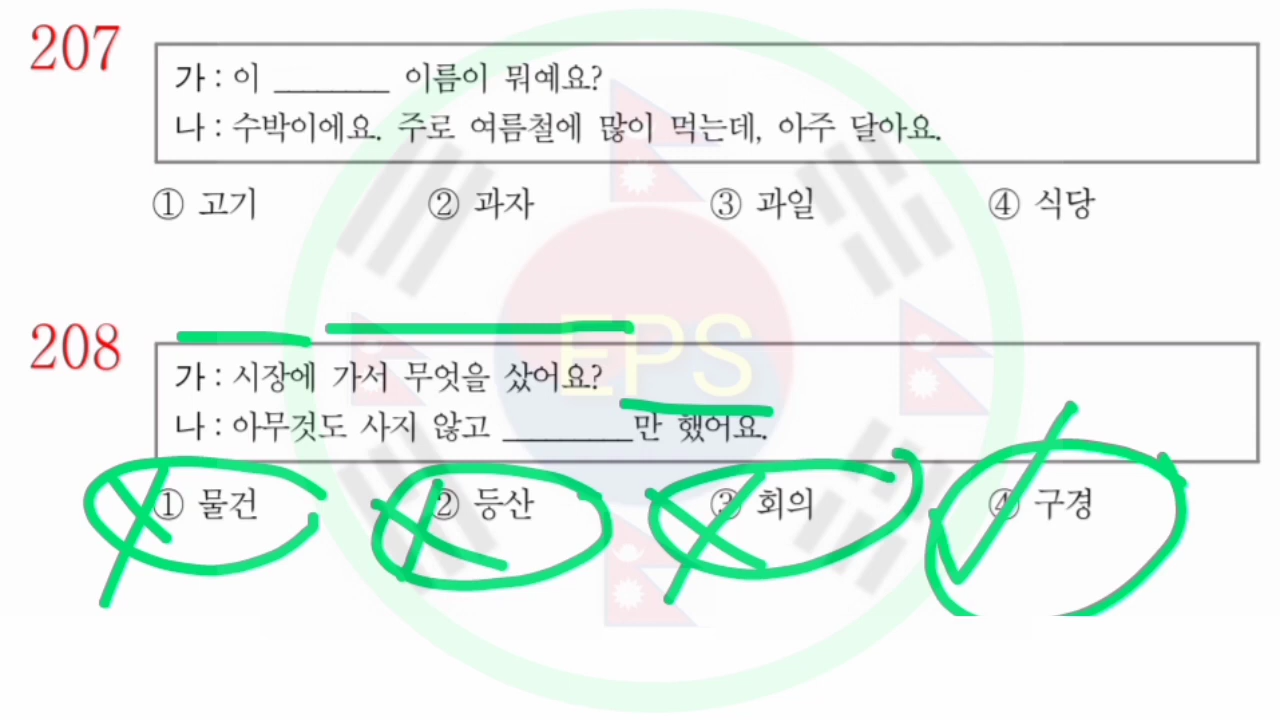 207
가 : 이 ________ 이름이 뭐예요?
나 : 수박이에요. 주로 여름철에 많이 먹는데, 아주 달아요.
① 고기 ② 과자 ③ 과일 ④ 식당
208
가 : 시장에 가서 무엇을 샀어요?
나 : 아무것도 사지 않고 _________만 했어요.
① 물건 ② 등산 ③ 회의 ④ 구경
EPS